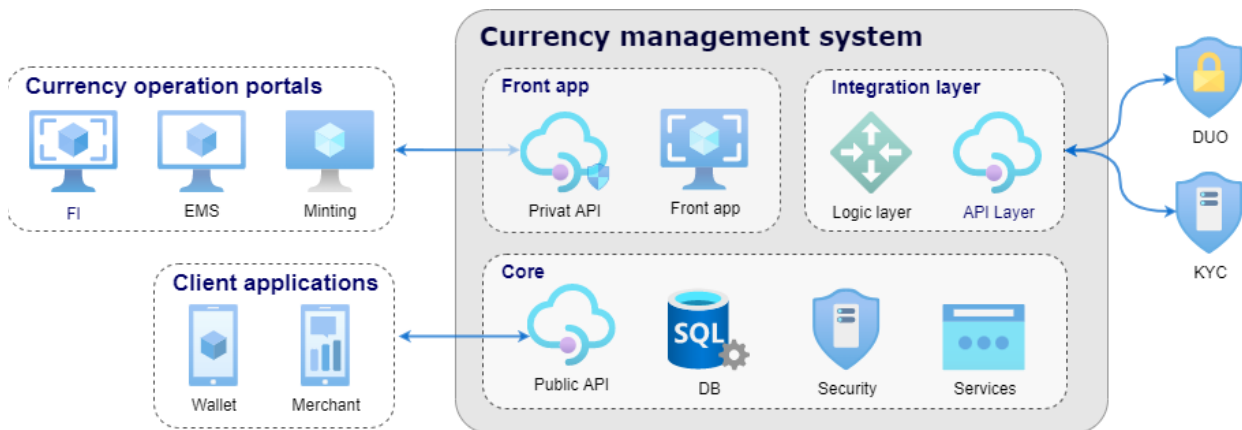 Currency management system
Currency operation portals
FI
EMS
Minting
Front app
Privat API
Front app
Integration layer
Logic layer
API Layer
DUO
KYC
Client applications
Wallet
Merchant
Core
Public API
SQL
DB
Security
Services